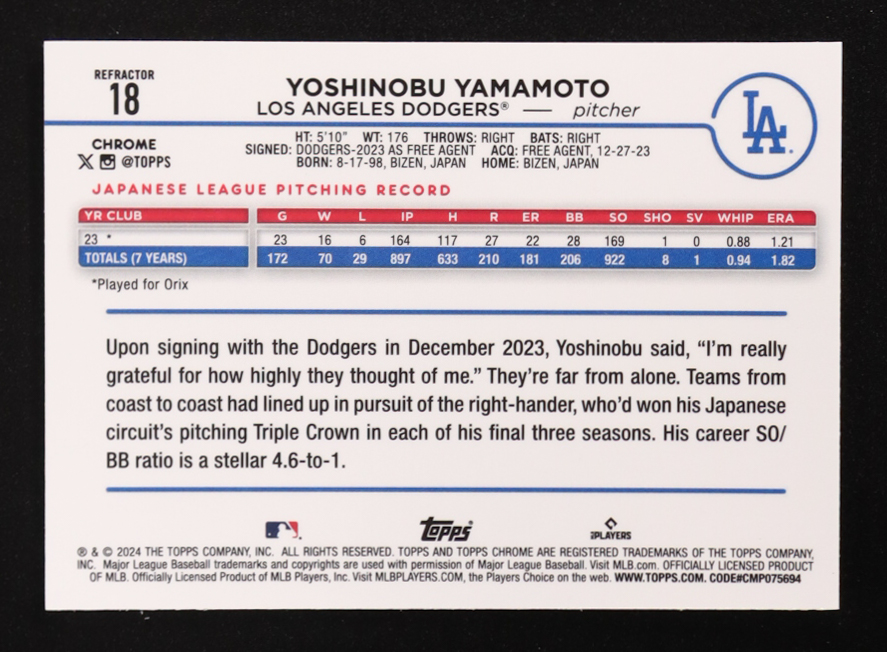 REFRACTOR
18
YOSHINOBU YAMAMOTO
LOS ANGELES DODGERS® — pitcher
LA
CHROME
X @TOPPS
HT: 5'10" WT: 176 THROWS: RIGHT BATS: RIGHT
SIGNED: DODGERS-2023 AS FREE AGENT ACQ: FREE AGENT, 12-27-23
BORN: 8-17-98, BIZEN, JAPAN HOME: BIZEN, JAPAN
JAPANESE LEAGUE PITCHING RECORD
YR CLUB G W L IP H R ER BB SO SHO SV WHIP ERA
23 * 23 16 6 164 117 27 22 28 169 1 0 0.88 1.21
TOTALS (7 YEARS) 172 70 29 897 633 210 181 206 922 8 1 0.94 1.82
*Played for Orix
Upon signing with the Dodgers in December 2023, Yoshinobu said, “I’m really
grateful for how highly they thought of me.” They’re far from alone. Teams from
coast to coast had lined up in pursuit of the right-hander, who’d won his Japanese
circuit’s pitching Triple Crown in each of his final three seasons. His career SO/
BB ratio is a stellar 4.6-to-1.
Topps
PLAYERS
® & © 2024 THE TOPPS COMPANY, INC. ALL RIGHTS RESERVED. TOPPS AND TOPPS CHROME ARE REGISTERED TRADEMARKS OF THE TOPPS COMPANY,
INC. Major League Baseball trademarks and copyrights are used with permission of Major League Baseball. Visit MLB.com. OFFICIALLY LICENSED PRODUCT
OF MLB. Officially Licensed Product of MLB Players, Inc. Visit MLBPLAYERS.COM, the Players Choice on the web. WWW.TOPPS.COM. CODE#CMP075694